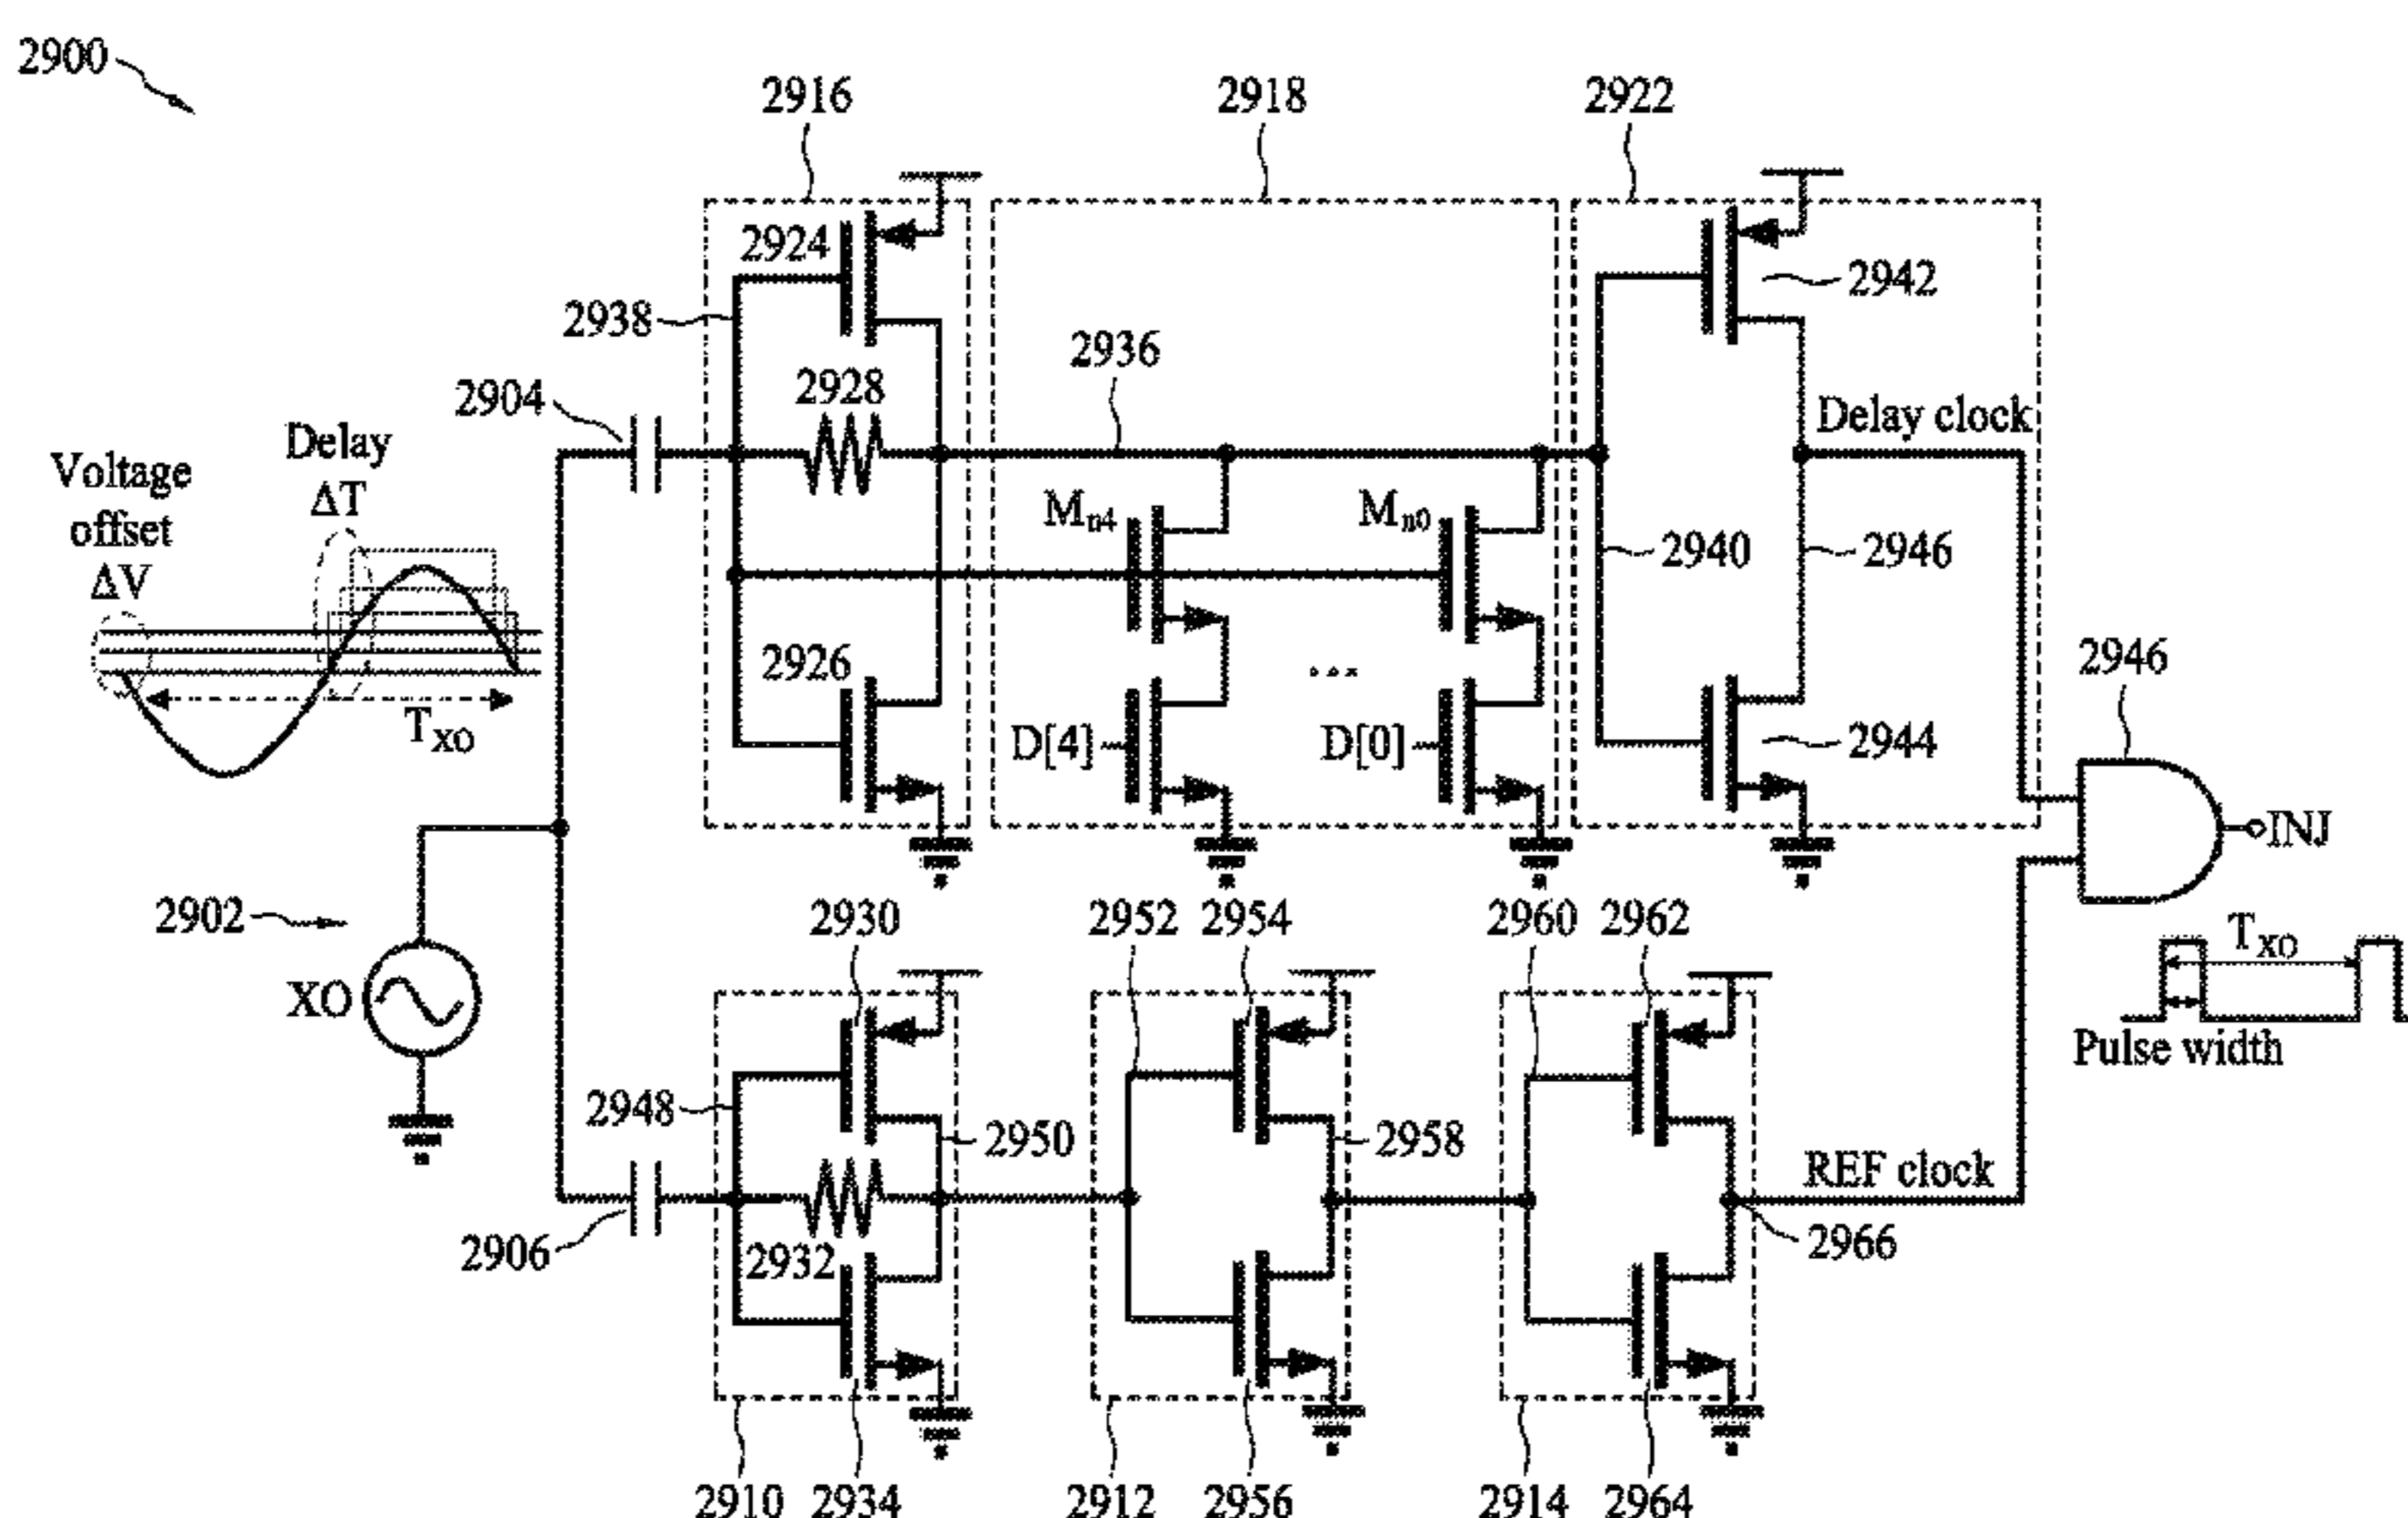 2900
2916
2918
2922
2924
2942
2938
2936
2904
2928
Delay clock
Voltage
offset
ΔV
Delay
ΔT
Mn4
Mn0
2940
2946
2926
2946
TXO
D[4]
D[0]
...
2944
INJ
2902
2930
2952
2954
2960
2962
XO
TXO
Pulse width
2948
2950
2958
REF clock
2906
2932
2966
2910
2934
2912
2956
2914
2964